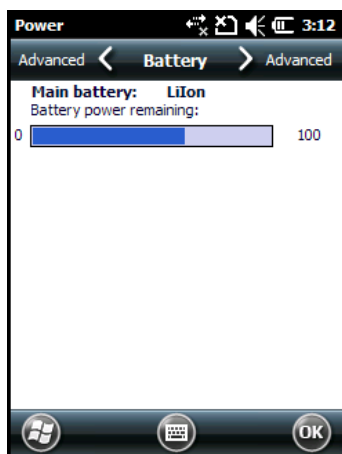 Power 3:12
Advanced Battery Advanced
Main battery: LiIon
Battery power remaining:
0 100
OK